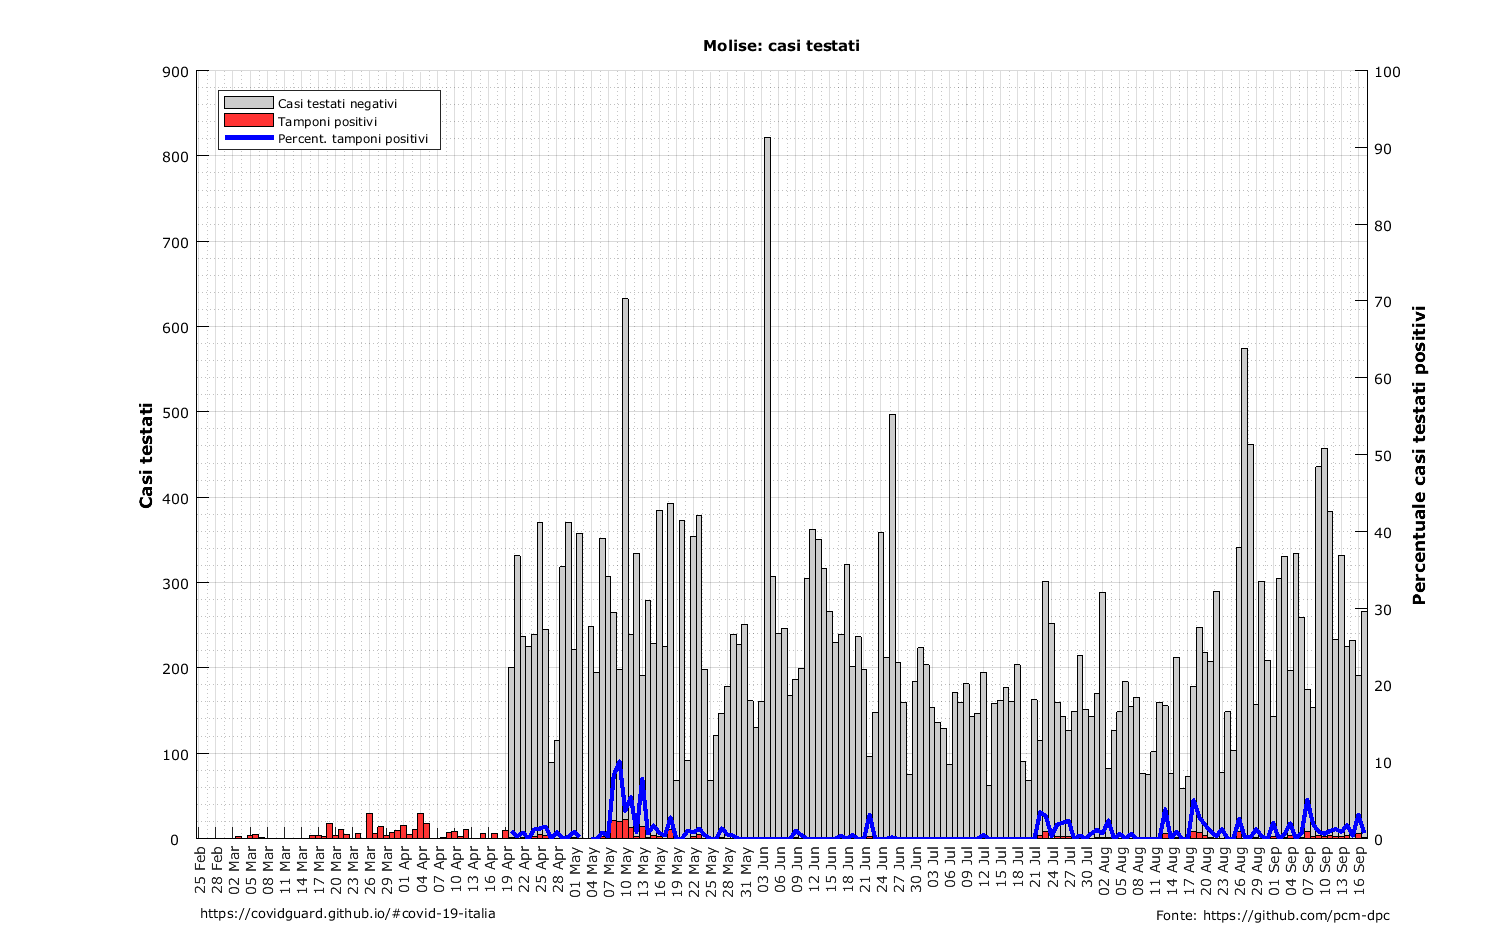 Molise: casi testati
900
800
700
600
500
400
300
200
100
0
Casi testati
Casi testati negativi
Tamponi positivi
Percent. tamponi positivi
100
90
80
70
60
50
40
30
20
10
0
Percentuale casi testati positivi
25 Feb
28 Feb
02 Mar
05 Mar
08 Mar
11 Mar
14 Mar
17 Mar
20 Mar
23 Mar
26 Mar
29 Mar
01 Apr
04 Apr
07 Apr
10 Apr
13 Apr
16 Apr
19 Apr
22 Apr
25 Apr
28 Apr
01 May
04 May
07 May
10 May
13 May
16 May
19 May
22 May
25 May
28 May
31 May
03 Jun
06 Jun
09 Jun
12 Jun
15 Jun
18 Jun
21 Jun
24 Jun
27 Jun
30 Jun
03 Jul
06 Jul
09 Jul
12 Jul
15 Jul
18 Jul
21 Jul
24 Jul
27 Jul
30 Jul
02 Aug
05 Aug
08 Aug
11 Aug
14 Aug
17 Aug
20 Aug
23 Aug
26 Aug
29 Aug
01 Sep
04 Sep
07 Sep
10 Sep
13 Sep
16 Sep
https://covidguard.github.io/#covid-19-italia
Fonte: https://github.com/pcm-dpc